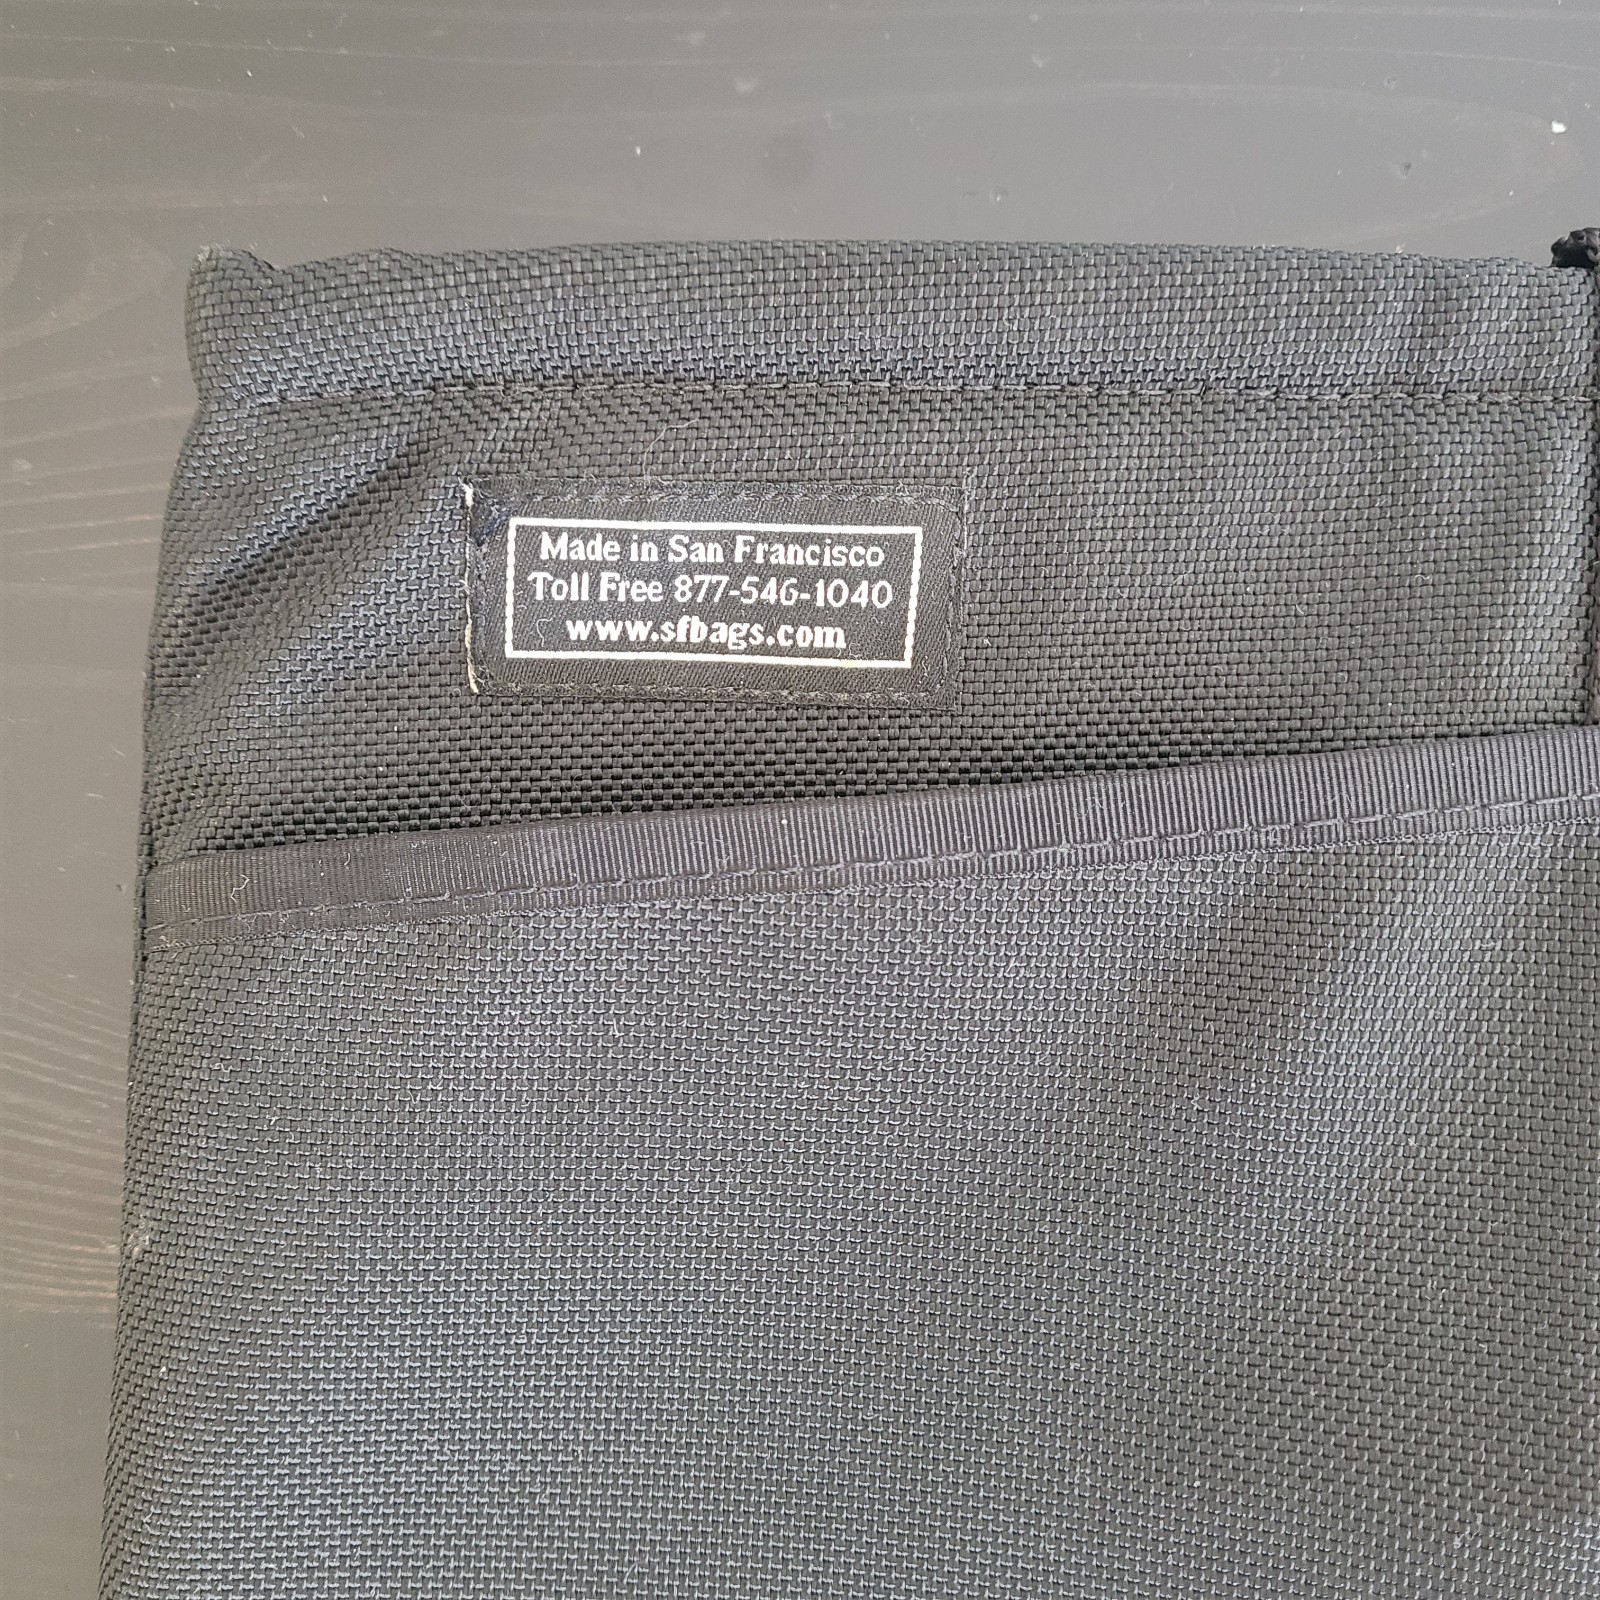 Made in San Francisco
Toll Free 877-546-1040
www.sfbags.com